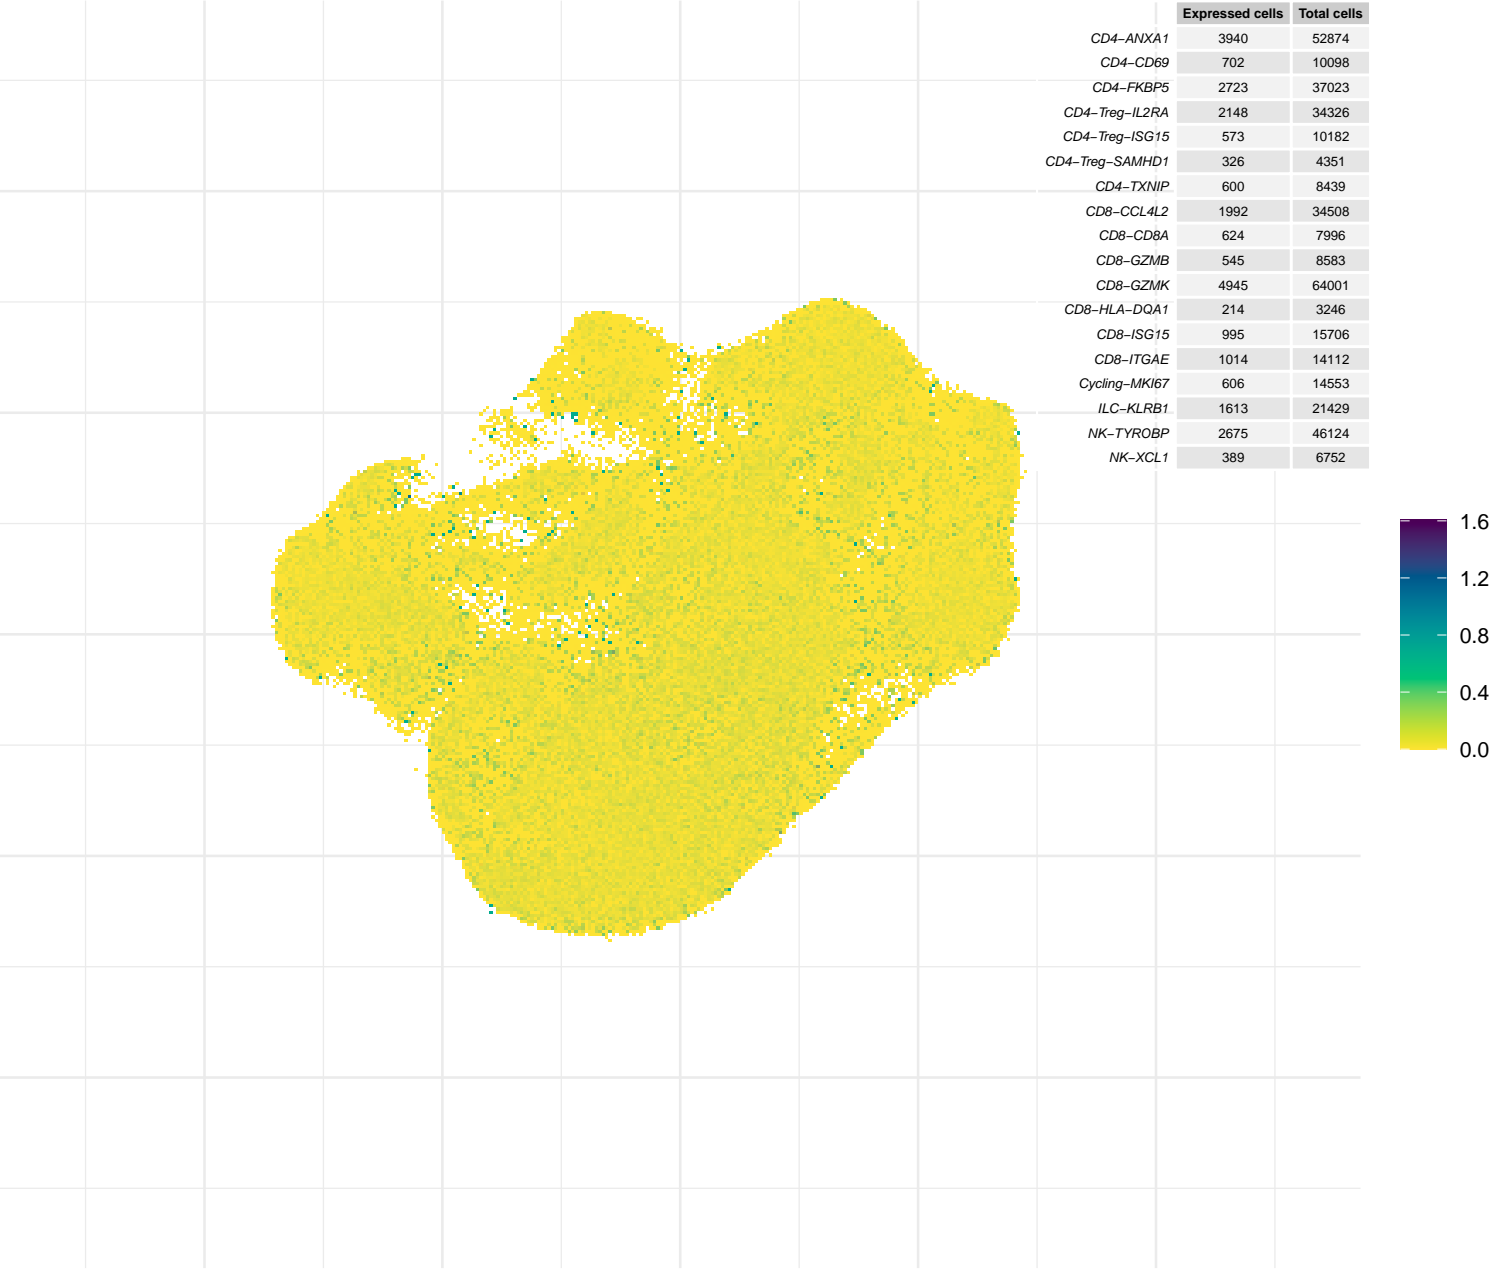 Expressed cells Total cells
CD4−ANXA1 3940 52874
CD4−CD69 702 10098
CD4−FKBP5 2723 37023
CD4−Treg−IL2RA 2148 34326
CD4−Treg−ISG15 573 10182
CD4−Treg−SAMHD1 326 4351
CD4−TXNIP 600 8439
CD8−CCL4L2 1992 34508
CD8−CD8A 624 7996
CD8−GZMB 545 8583
CD8−GZMK 4945 64001
CD8−HLA−DQA1 214 3246
CD8−ISG15 995 15706
CD8−ITGAE 1014 14112
Cycling−MKI67 606 14553
ILC−KLRB1 1613 21429
NK−TYROBP 2675 46124
NK−XCL1 389 6752
1.6
1.2
0.8
0.4
0.0